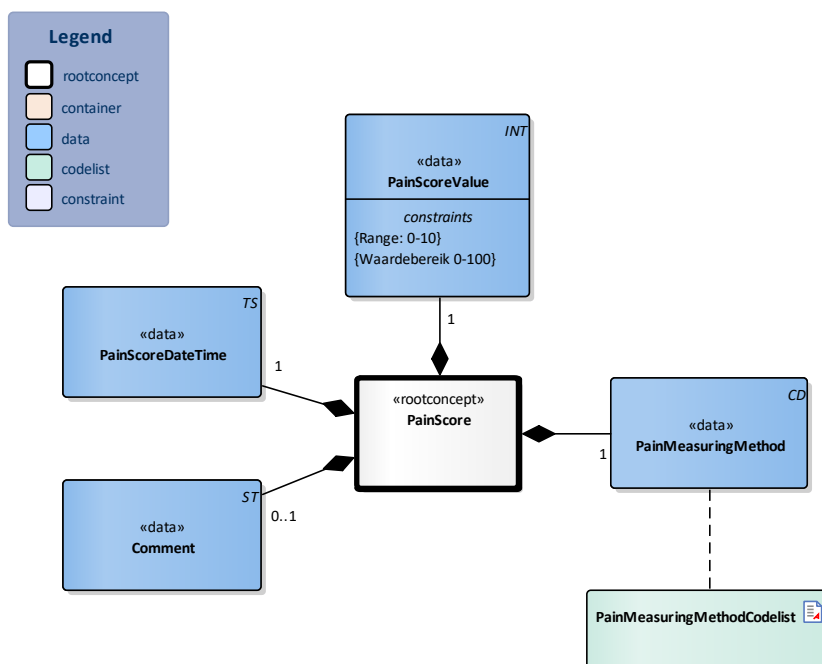 Legend
rootconcept
container
data
codelist
constraint
INT
«data»
PainScoreValue
constraints
{Range: 0-10}
{Waardebereik 0-100}
1
TS
«data»
PainScoreDateTime
1
«rootconcept»
PainScore
CD
«data»
PainMeasuringMethod
1
ST
«data»
Comment
0..1
PainMeasuringMethodCodelist